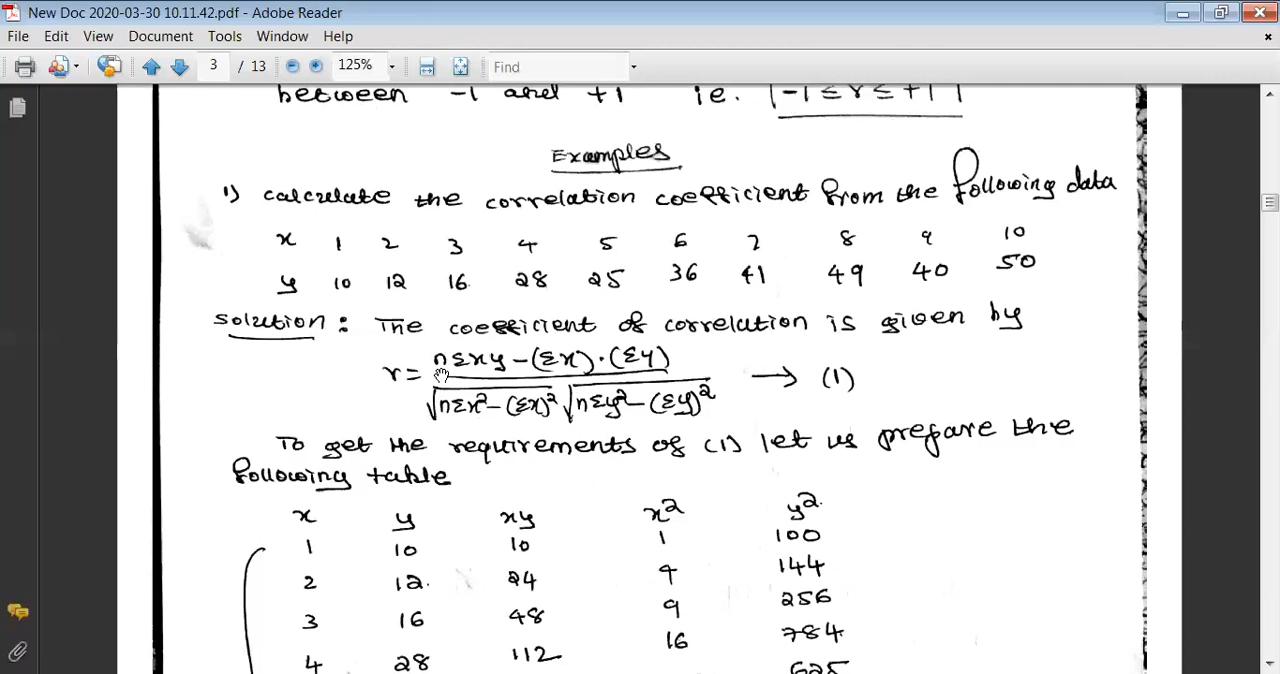 New Doc 2020-03-30 10.11.42.pdf - Adobe Reader
File Edit View Document Tools Window Help
3 / 13 125% Find
between -1 and +1 ie. |-1 ≤ r ≤ +1|
Examples
1) calculate the correlation coefficient from the following data
x 1 2 3 4 5 6 7 8 9 10
y 10 12 16 28 25 36 41 49 40 50
Solution: The coefficient of correlation is given by
r = nΣxy - (Σx)·(Σy) / √nΣx²-(Σx)² √nΣy²-(Σy)² → (1)
To get the requirements of (1) let us prepare the
following table
x y xy x² y²
1 10 10 1 100
2 12 24 4 144
3 16 48 9 256
4 28 112 16 784
625